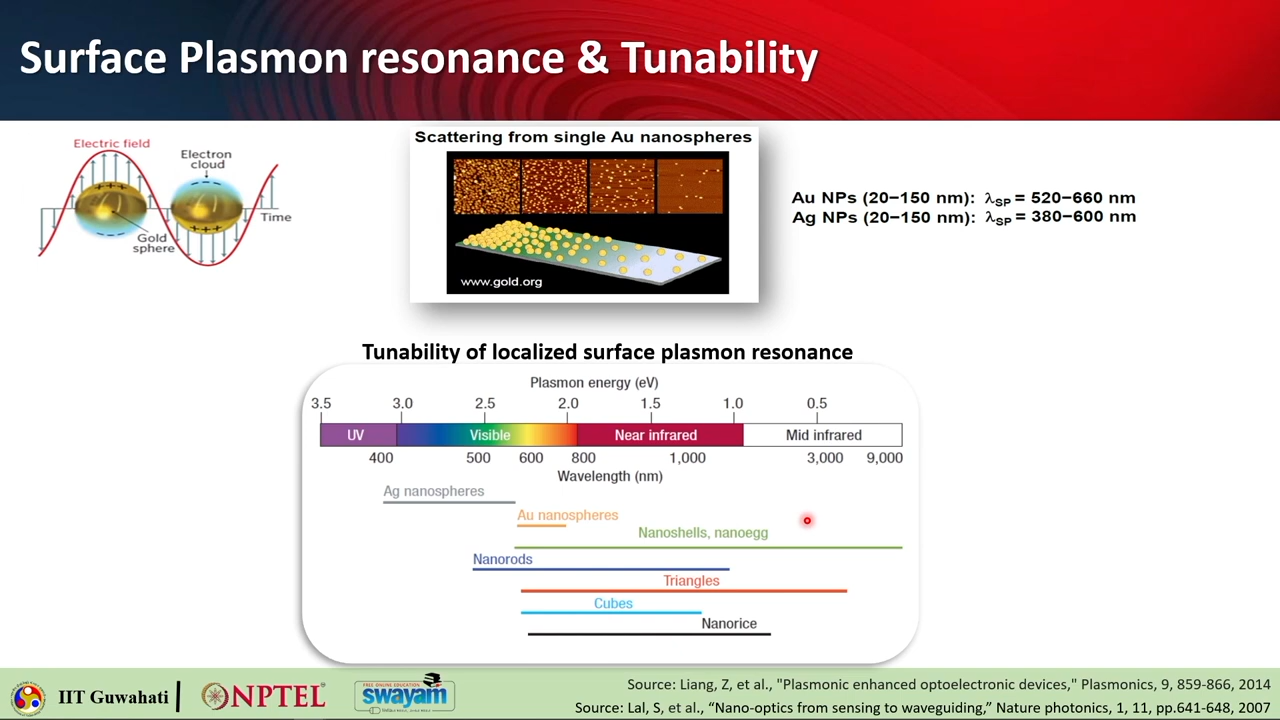 Surface Plasmon resonance & Tunability
Electric field
Electron
cloud
Time
Gold
sphere
Scattering from single Au nanospheres
www.gold.org
Au NPs (20−150 nm): λSP = 520−660 nm
Ag NPs (20−150 nm): λSP = 380−600 nm
Tunability of localized surface plasmon resonance
Plasmon energy (eV)
3.5 3.0 2.5 2.0 1.5 1.0 0.5
UV Visible Near infrared Mid infrared
400 500 600 800 1,000 3,000 9,000
Wavelength (nm)
Ag nanospheres
Au nanospheres
Nanoshells, nanoegg
Nanorods
Triangles
Cubes
Nanorice
IIT Guwahati
NPTEL
FREE ONLINE EDUCATION
swayam
Source: Liang, Z, et al., "Plasmonic enhanced optoelectronic devices," Plasmonics, 9, 859-866, 2014
Source: Lal, S, et al., “Nano-optics from sensing to waveguiding,” Nature photonics, 1, 11, pp.641-648, 2007